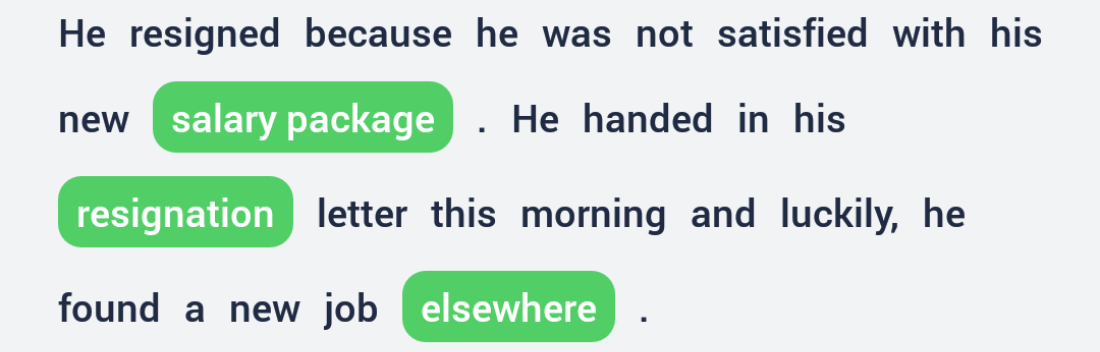 He resigned because he was not satisfied with his
new salary package . He handed in his
resignation letter this morning and luckily, he
found a new job elsewhere .